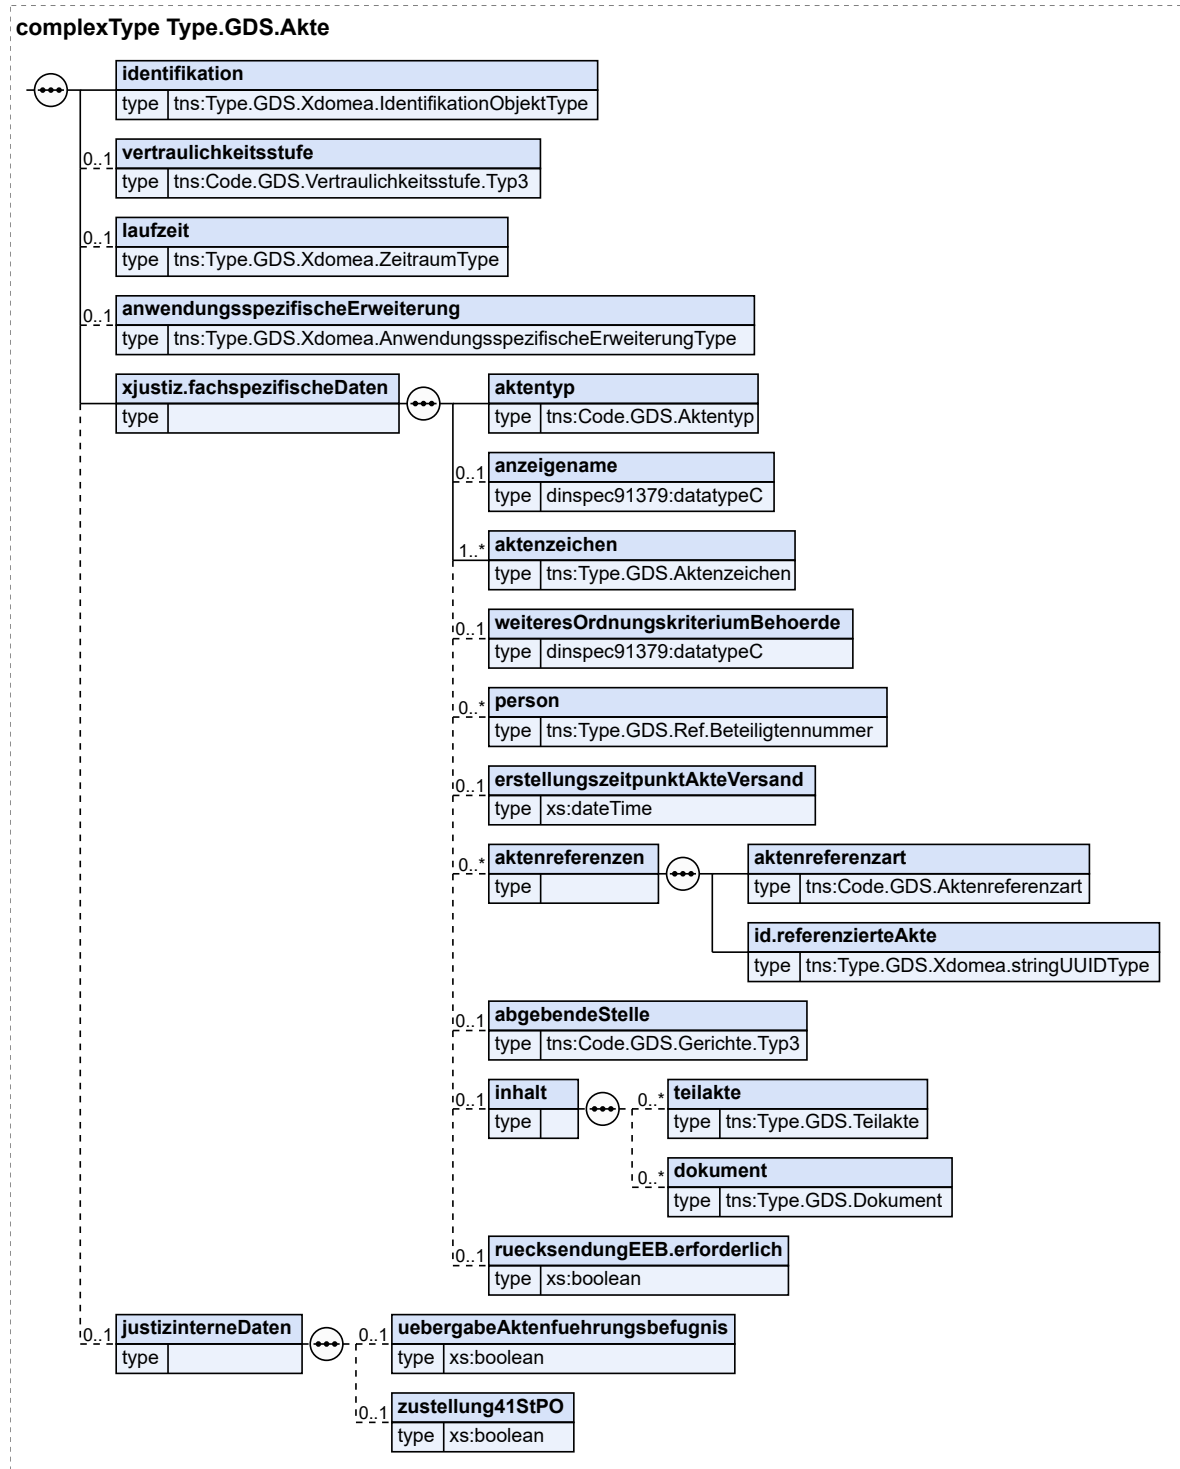 complexType Type.GDS.Akte
identifikation
type tns:Type.GDS.Xdomea.IdentifikationObjektType
0..1 vertraulichkeitsstufe
type tns:Code.GDS.Vertraulichkeitsstufe.Typ3
0..1 laufzeit
type tns:Type.GDS.Xdomea.ZeitraumType
0..1 anwendungsspezifischeErweiterung
type tns:Type.GDS.Xdomea.AnwendungsspezifischeErweiterungType
xjustiz.fachspezifischeDaten
type
aktentyp
type tns:Code.GDS.Aktentyp
0..1 anzeigename
type dinspec91379:datatypeC
1..* aktenzeichen
type tns:Type.GDS.Aktenzeichen
0..1 weiteresOrdnungskriteriumBehoerde
type dinspec91379:datatypeC
0..* person
type tns:Type.GDS.Ref.Beteiligtennummer
0..1 erstellungszeitpunktAkteVersand
type xs:dateTime
0..* aktenreferenzen
type
aktenreferenzart
type tns:Code.GDS.Aktenreferenzart
id.referenzierteAkte
type tns:Type.GDS.Xdomea.stringUUIDType
0..1 abgebendeStelle
type tns:Code.GDS.Gerichte.Typ3
0..1 inhalt
type
0..* teilakte
type tns:Type.GDS.Teilakte
0..* dokument
type tns:Type.GDS.Dokument
0..1 ruecksendungEEB.erforderlich
type xs:boolean
0..1 justizinterneDaten
type
0..1 uebergabeAktenfuehrungsbefugnis
type xs:boolean
0..1 zustellung41StPO
type xs:boolean